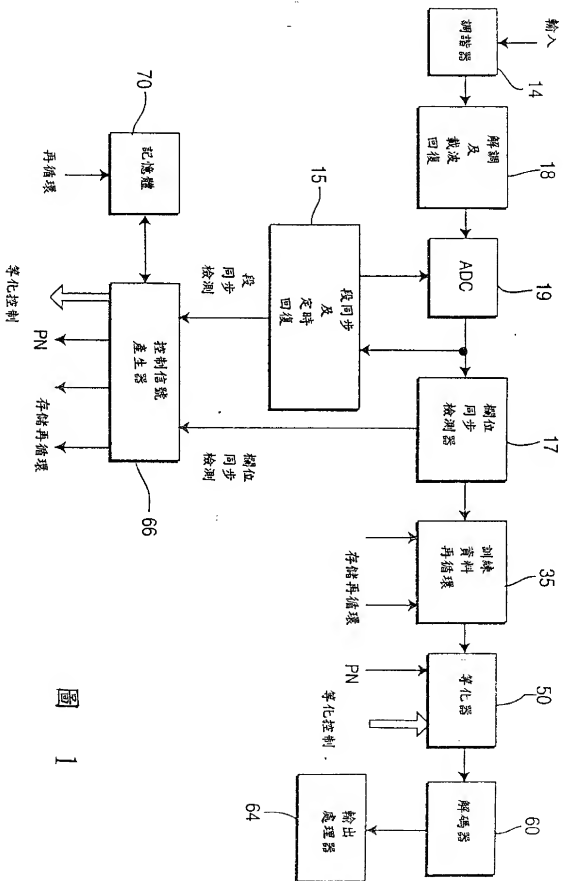 輸入
調諧器
14
解調
及
載波
回復
18
ADC
19
欄位
同步
檢測器
17
訓練
資料
再循環
35
等化器
50
解碼器
60
段同步
及
定時
回復
15
存儲再循環
PN
等化控制
輸出
處理器
64
段
同步
檢測
欄位
同步
檢測
70
記憶體
再循環
控制信號
產生器
66
等化控制
PN
存儲再循環
圖 1